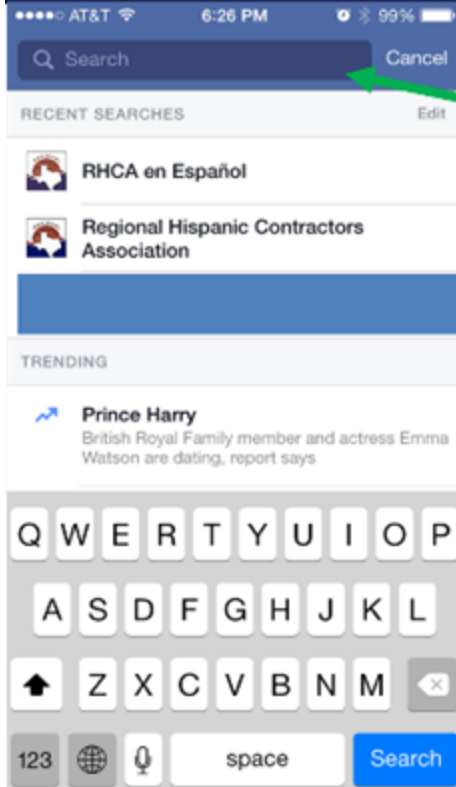 AT&T 6:26 PM 99%
Search Cancel
RECENT SEARCHES Edit
RHCA en Español
Regional Hispanic Contractors
Association
TRENDING
Prince Harry
British Royal Family member and actress Emma
Watson are dating, report says
Q W E R T Y U I O P
A S D F G H J K L
Z X C V B N M
123 space Search